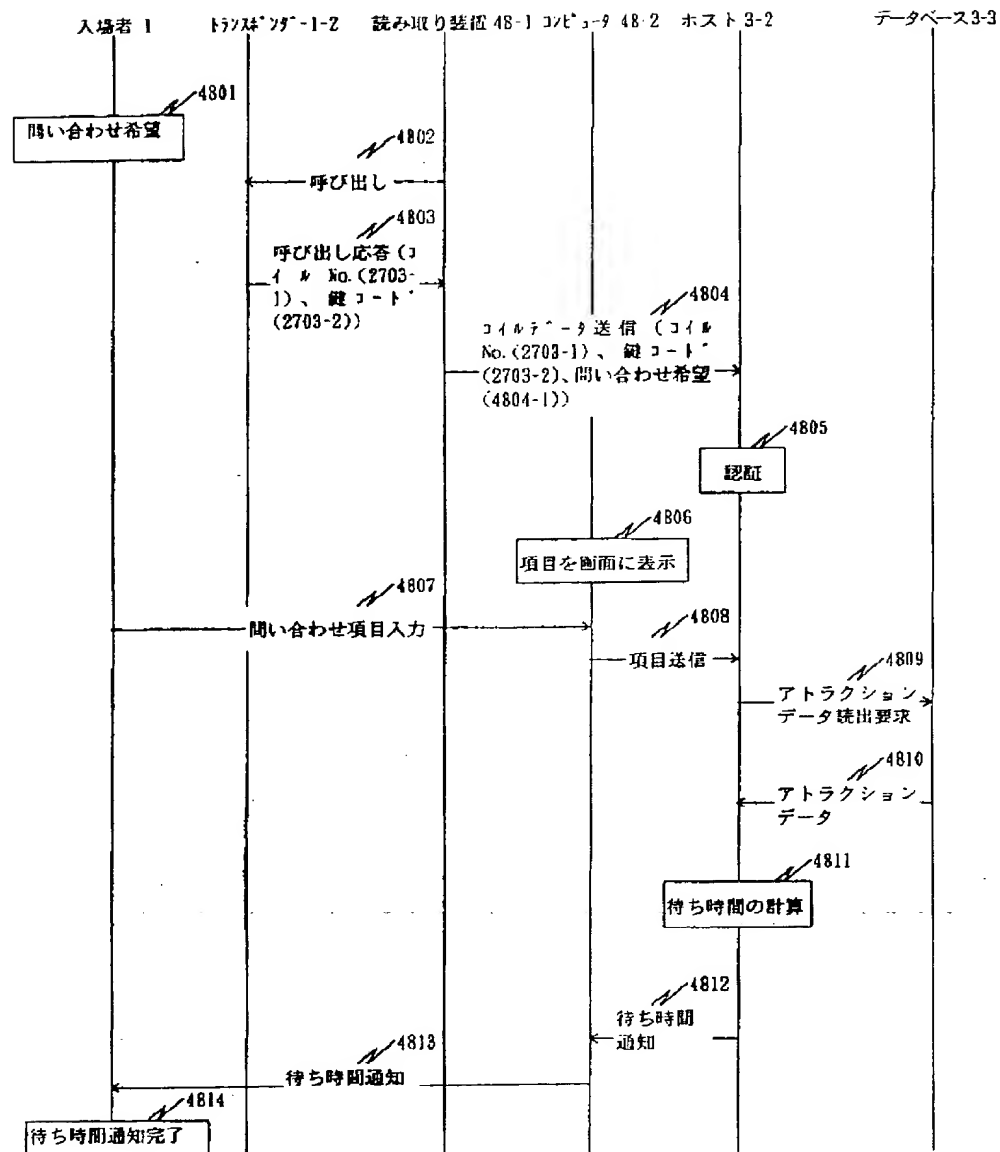 入場者 1 トランスポンダー1-2 読み取り装置 48-1 コンピュータ 48-2 ホスト 3-2 データベース3-3
4801
問い合わせ希望
4802
呼び出し
4803
呼び出し応答 (コ
イル No.(2703-
1)、鍵コード
(2703-2))
4804
コイルデータ送信 (コイル
No.(2703-1)、鍵コード
(2703-2)、問い合わせ希望
(4804-1))
4805
認証
4806
項目を画面に表示
4807
問い合わせ項目入力
4808
項目送信
4809
アトラクション
データ読出要求
4810
アトラクション
データ
4811
待ち時間の計算
4812
待ち時間
通知
4813
待ち時間通知
4814
待ち時間通知完了